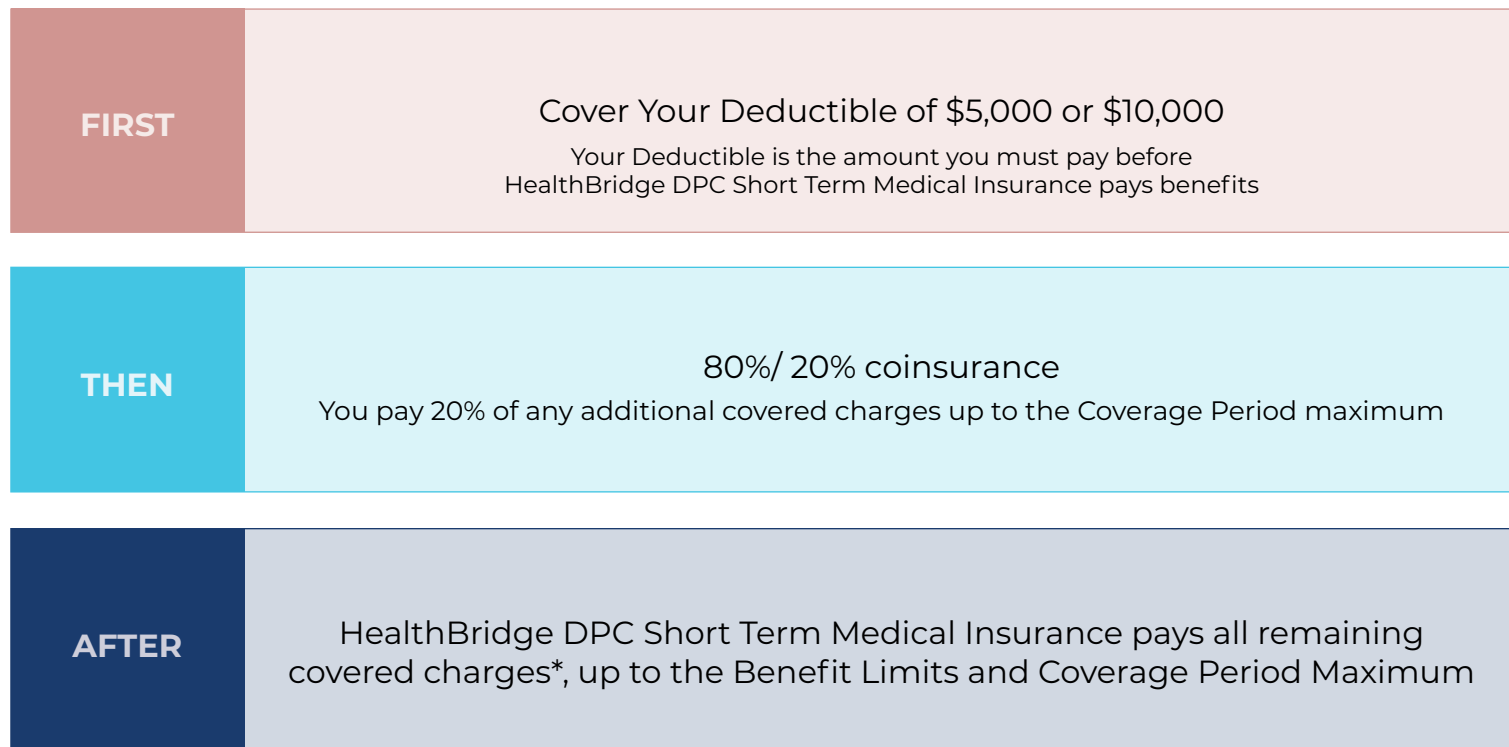 FIRST
Cover Your Deductible of $5,000 or $10,000
Your Deductible is the amount you must pay before
HealthBridge DPC Short Term Medical Insurance pays benefits
THEN
80%/ 20% coinsurance
You pay 20% of any additional covered charges up to the Coverage Period maximum
AFTER
HealthBridge DPC Short Term Medical Insurance pays all remaining
covered charges*, up to the Benefit Limits and Coverage Period Maximum